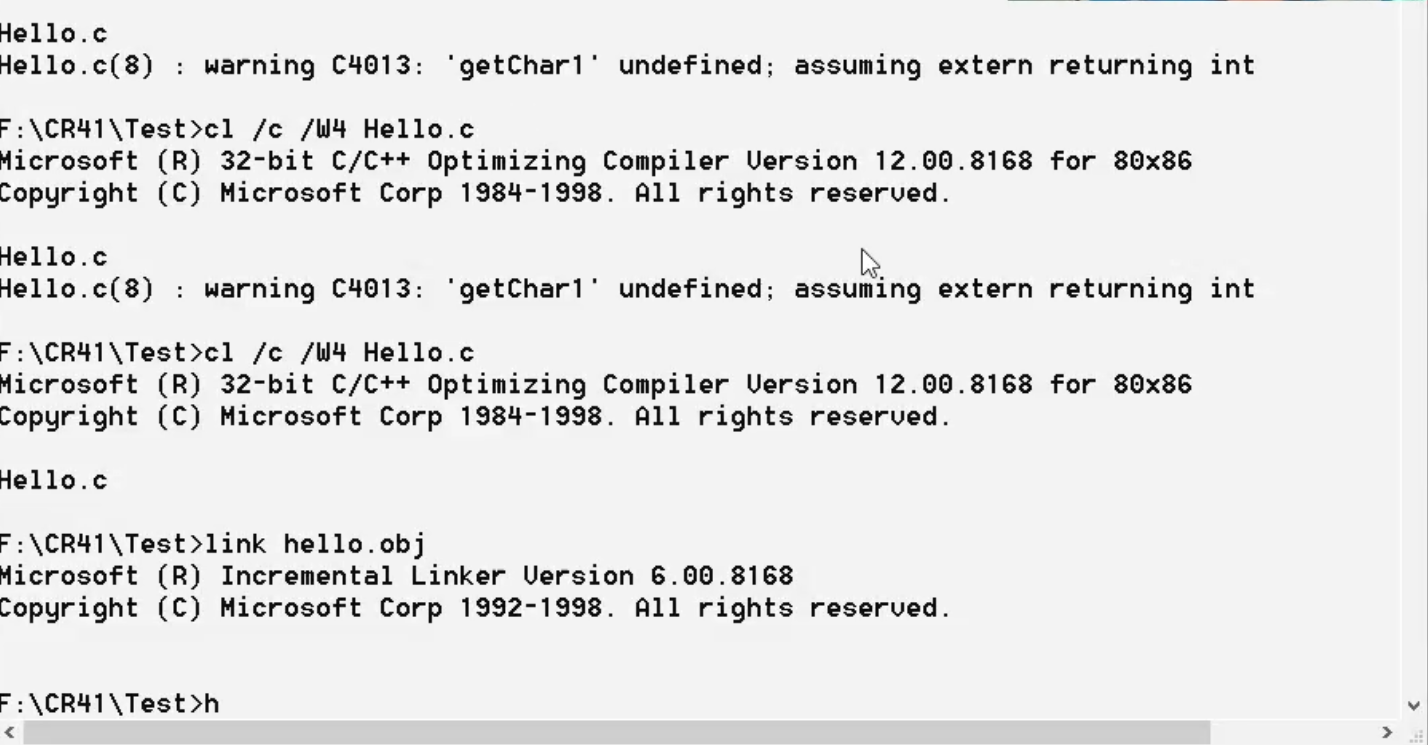 Hello.c
Hello.c(8) : warning C4013: 'getChar1' undefined; assuming extern returning int
F:\CR41\Test>cl /c /W4 Hello.c
Microsoft (R) 32-bit C/C++ Optimizing Compiler Version 12.00.8168 for 80x86
Copyright (C) Microsoft Corp 1984-1998. All rights reserved.
Hello.c
Hello.c(8) : warning C4013: 'getChar1' undefined; assuming extern returning int
F:\CR41\Test>cl /c /W4 Hello.c
Microsoft (R) 32-bit C/C++ Optimizing Compiler Version 12.00.8168 for 80x86
Copyright (C) Microsoft Corp 1984-1998. All rights reserved.
Hello.c
F:\CR41\Test>link hello.obj
Microsoft (R) Incremental Linker Version 6.00.8168
Copyright (C) Microsoft Corp 1992-1998. All rights reserved.
F:\CR41\Test>h